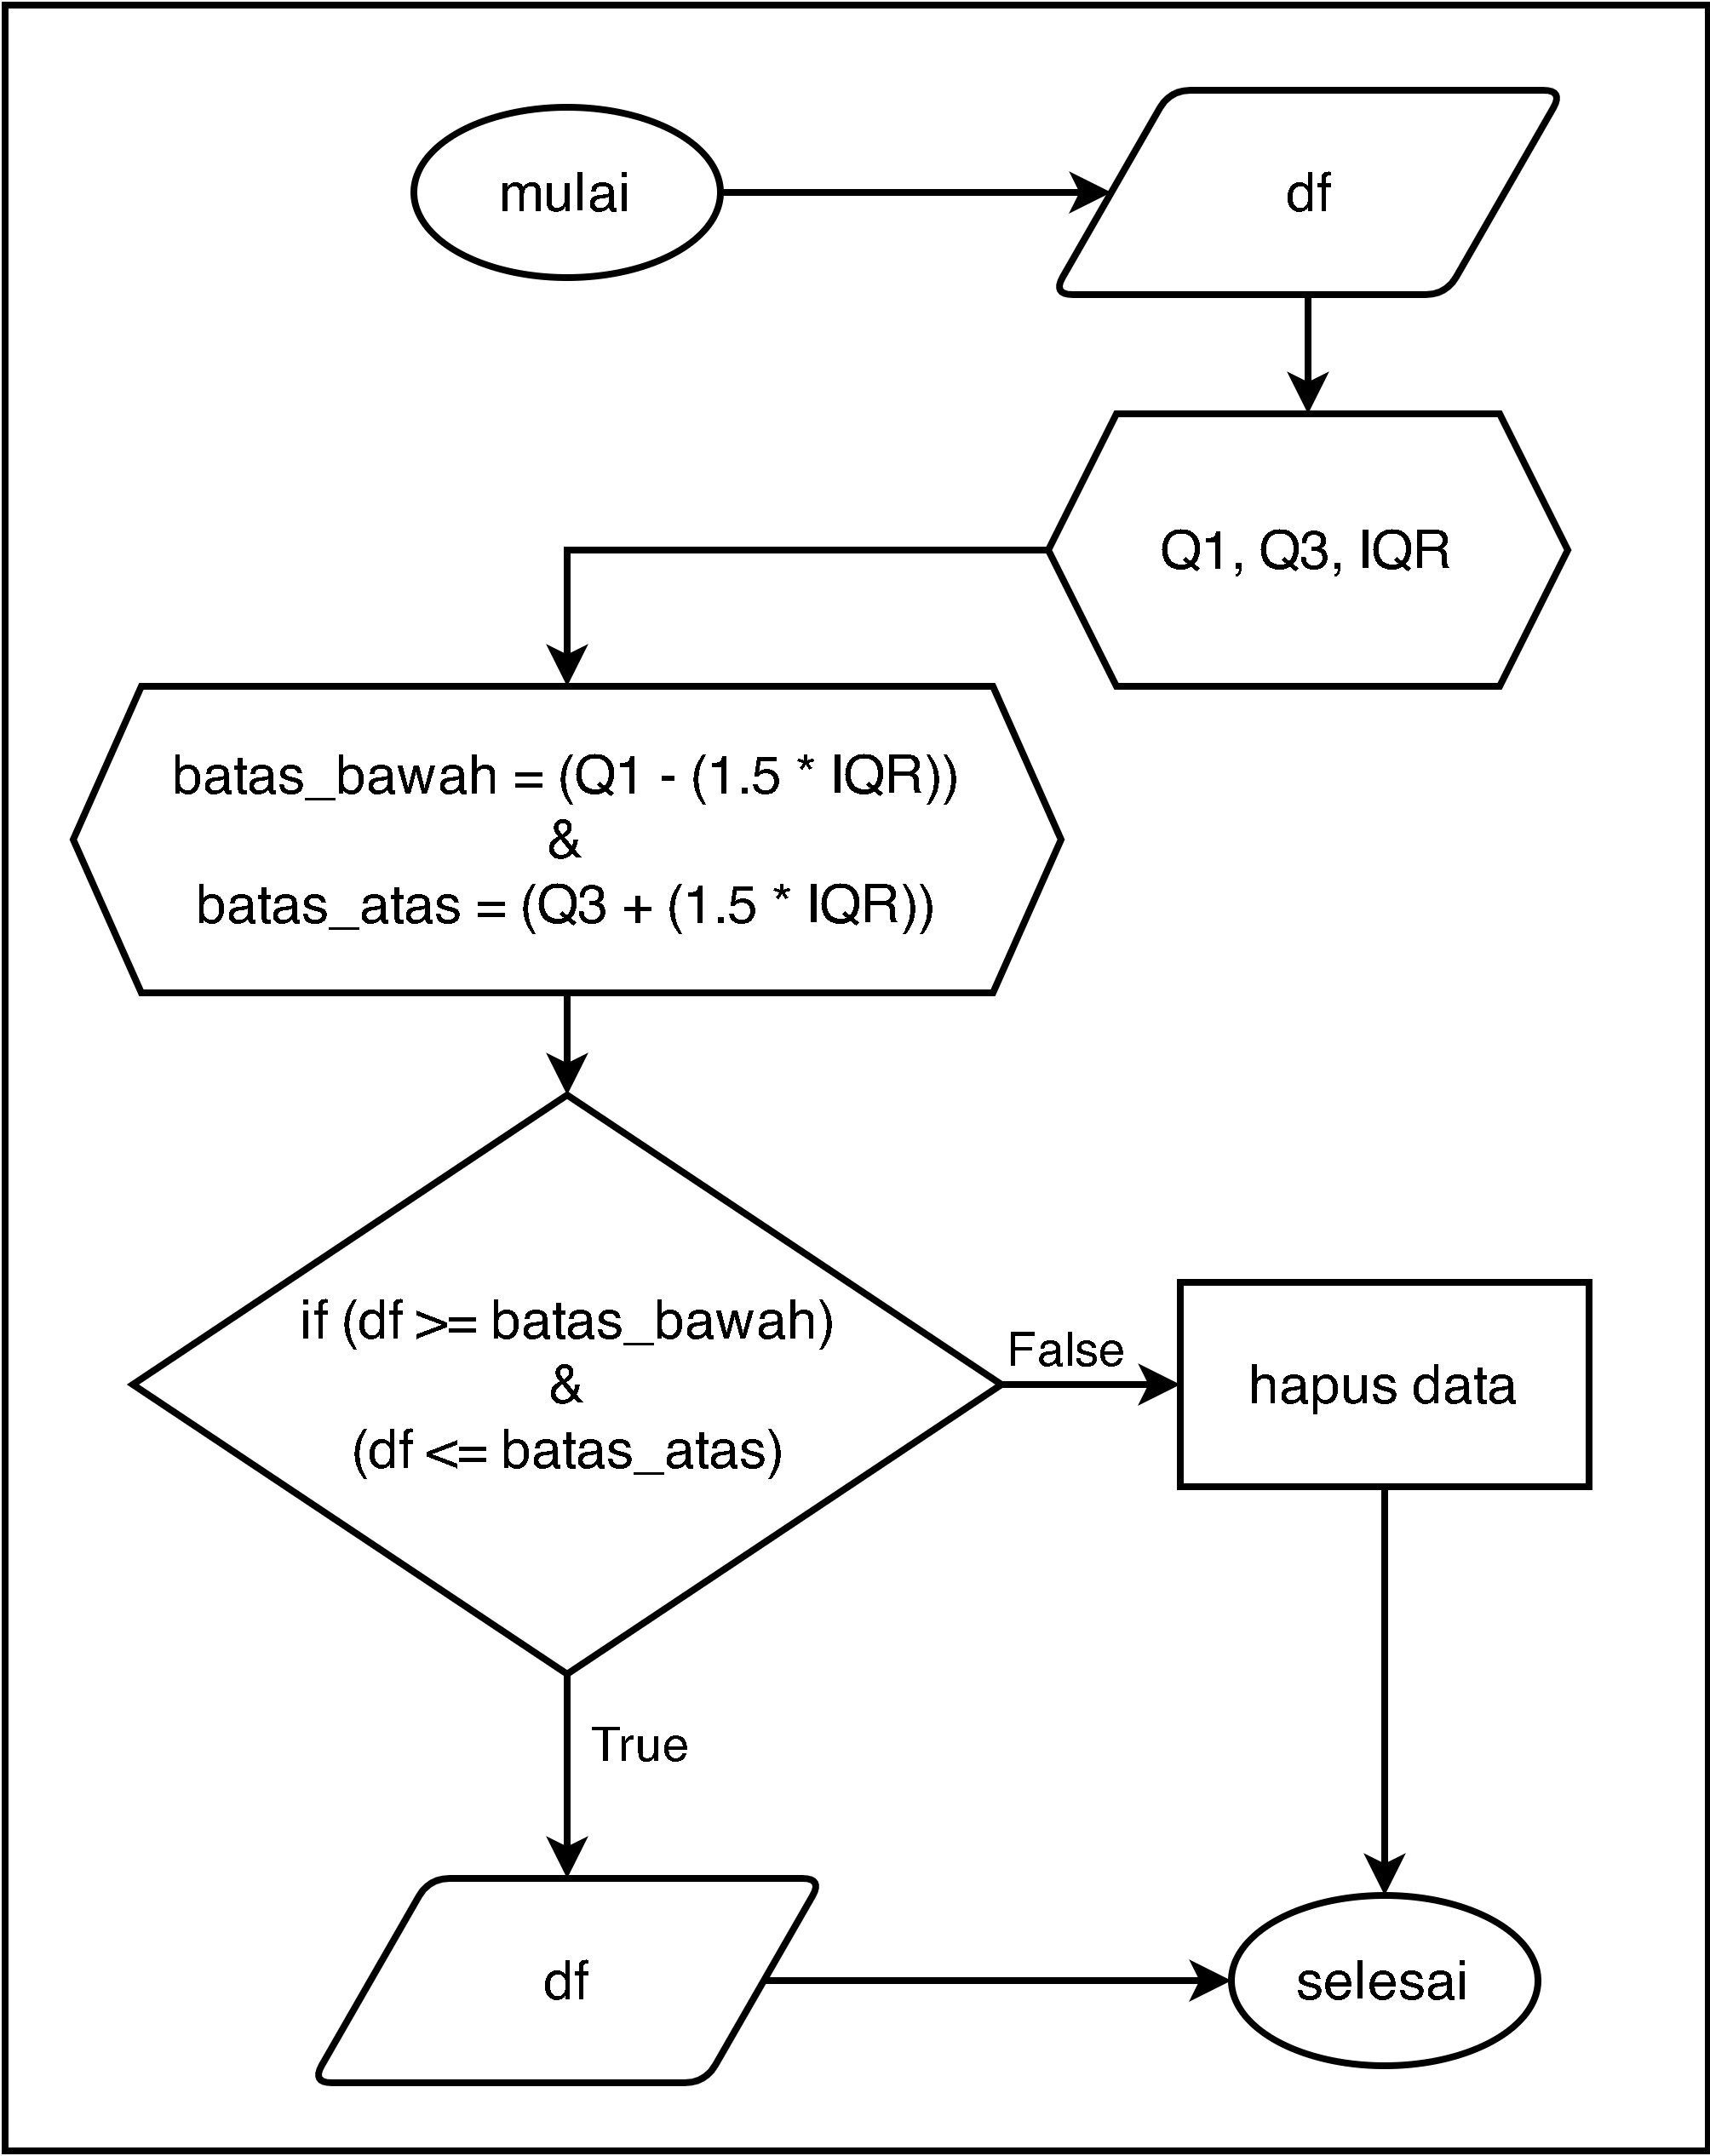 mulai
df
Q1, Q3, IQR
batas_bawah = (Q1 - (1.5 * IQR))
&
batas_atas = (Q3 + (1.5 * IQR))
if (df >= batas_bawah)
&
(df <= batas_atas)
False
hapus data
True
df
selesai